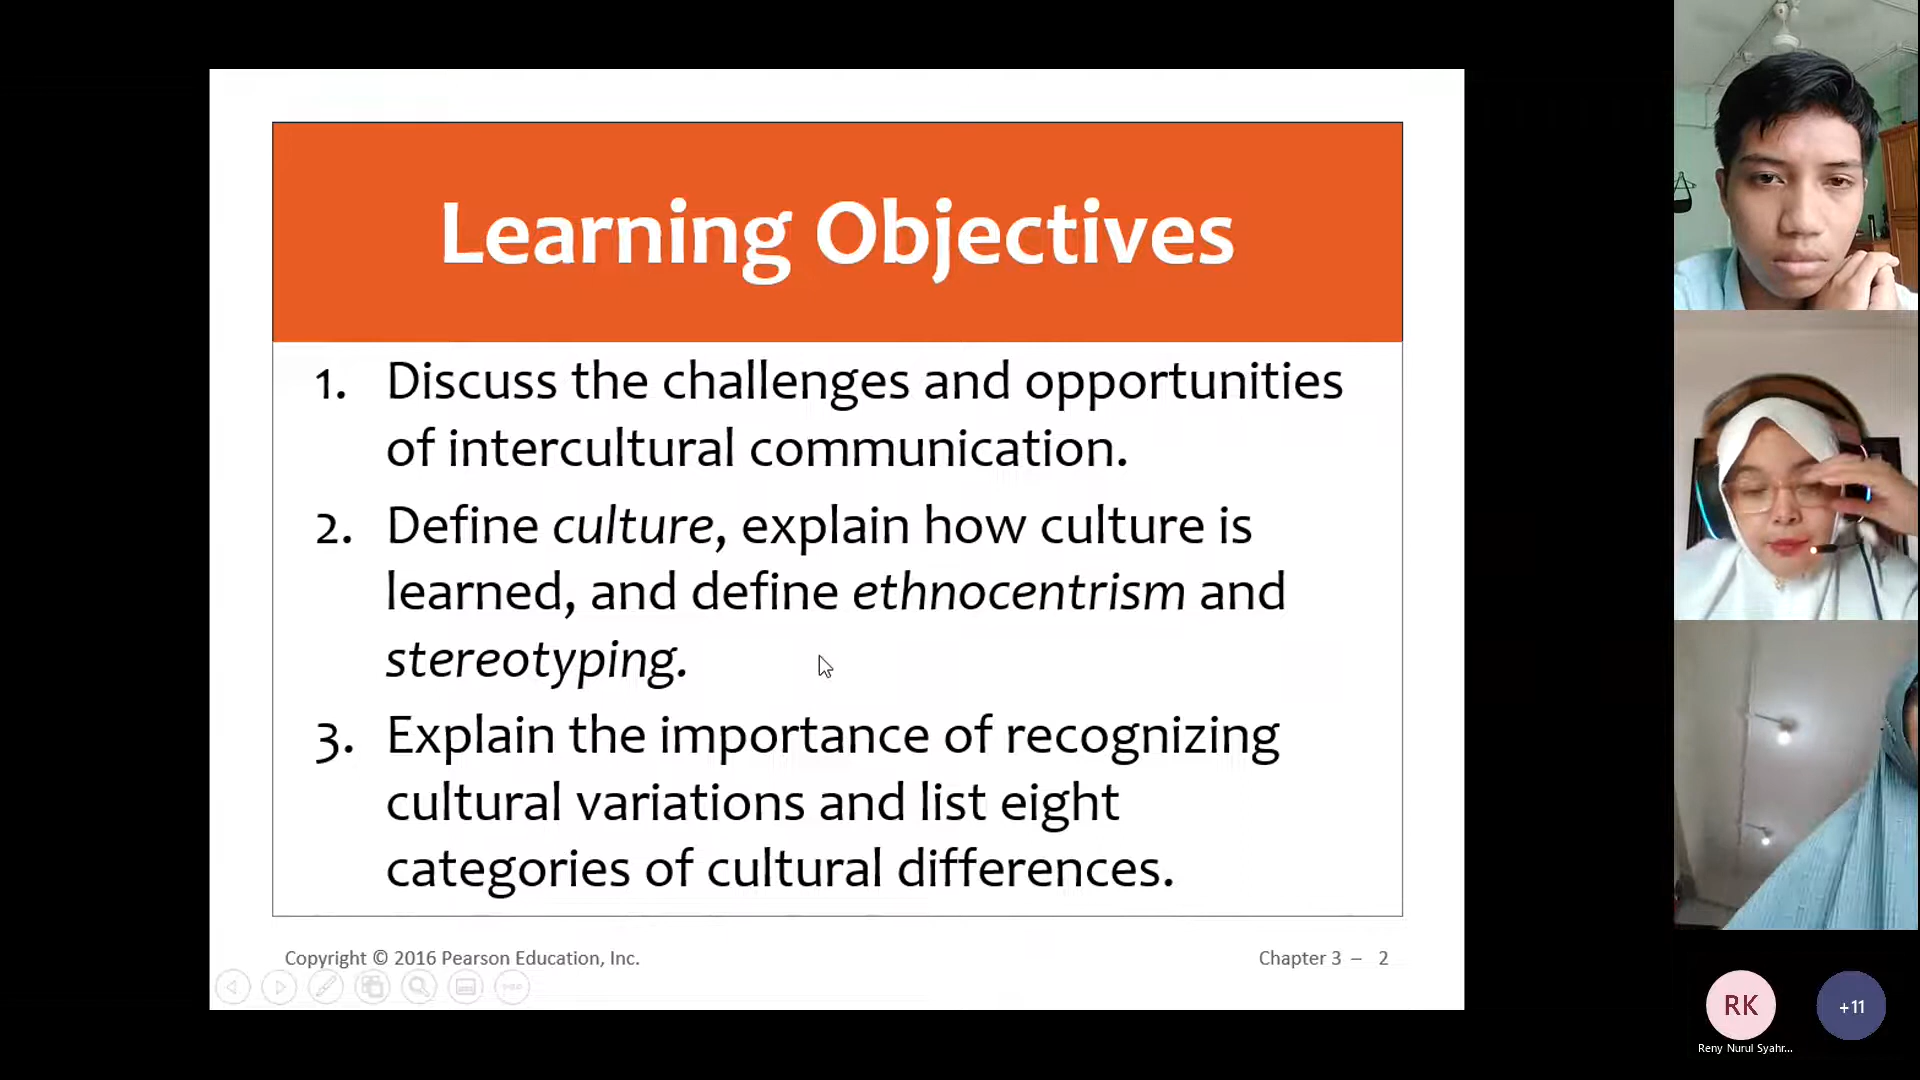 Learning Objectives
1. Discuss the challenges and opportunities
of intercultural communication.
2. Define culture, explain how culture is
learned, and define ethnocentrism and
stereotyping.
3. Explain the importance of recognizing
cultural variations and list eight
categories of cultural differences.
Copyright © 2016 Pearson Education, Inc.
Chapter 3 – 2
RK
+11
Reny Nurul Syahr...